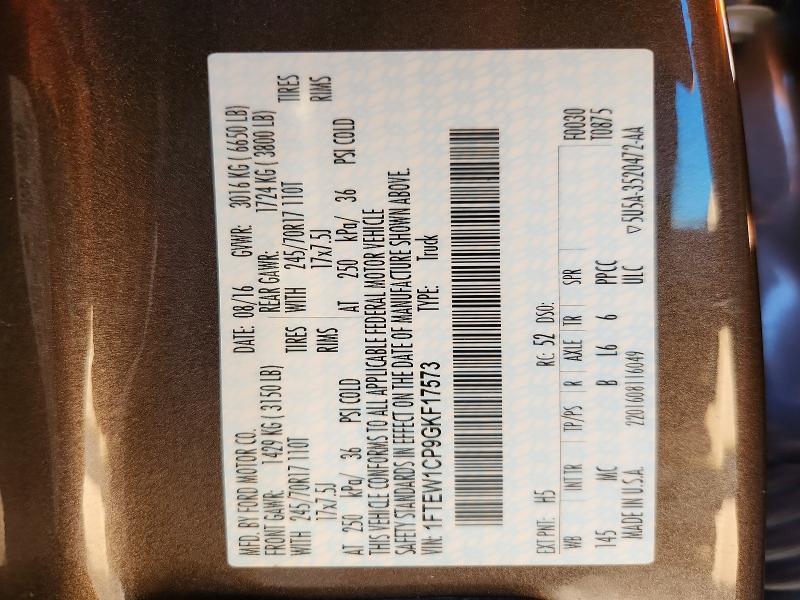 MFD. BY FORD MOTOR CO.
DATE: 08/16 GVWR: 3016 KG ( 6650 LB)
FRONT GAWR: 1429 KG ( 3150 LB) REAR GAWR: 1724 KG ( 3800 LB)
WITH 245/70R17 110T TIRES WITH 245/70R17 110T TIRES
17x7.5J RIMS 17x7.5J RIMS
AT 250 kPa/ 36 PSI COLD AT 250 kPa/ 36 PSI COLD
THIS VEHICLE CONFORMS TO ALL APPLICABLE FEDERAL MOTOR VEHICLE
SAFETY STANDARDS IN EFFECT ON THE DATE OF MANUFACTURE SHOWN ABOVE.
VIN: 1FTEW1CP9GKF17573 TYPE: Truck
EXT PNT: H5 RC: 52 DSO: F0030
WB INTTR TP/PS R AXLE TR SPR T0875
145 MC B L6 6 PPCC
MADE IN U.S.A. 220160811 6049 ULC ▽5U5A-3520472-AA